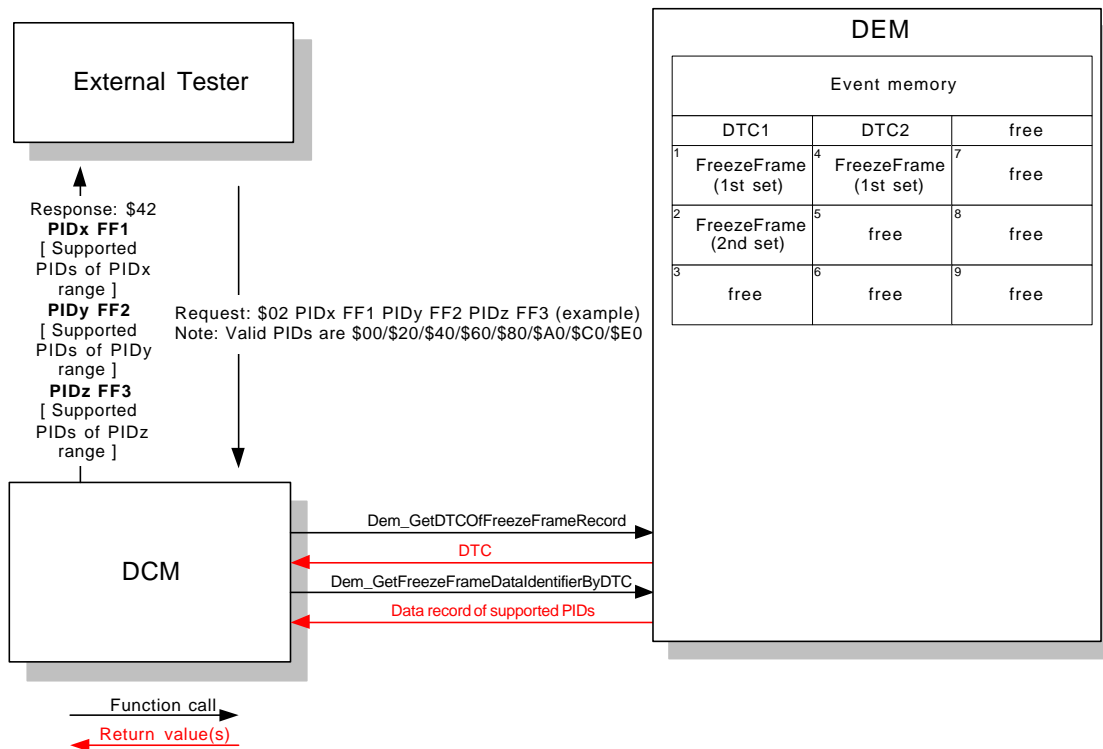 External Tester
DEM
Event memory
DTC1 DTC2 free
1 FreezeFrame (1st set) 4 FreezeFrame (1st set) 7 free
2 FreezeFrame (2nd set) 5 free 8 free
3 free 6 free 9 free
Response: $42
PIDx FF1
[ Supported
PIDs of PIDx
range ]
PIDy FF2
[ Supported
PIDs of PIDy
range ]
PIDz FF3
[ Supported
PIDs of PIDz
range ]
Request: $02 PIDx FF1 PIDy FF2 PIDz FF3 (example)
Note: Valid PIDs are $00/$20/$40/$60/$80/$A0/$C0/$E0
DCM
Dem_GetDTCOfFreezeFrameRecord
DTC
Dem_GetFreezeFrameDataIdentifierByDTC
Data record of supported PIDs
Function call
Return value(s)